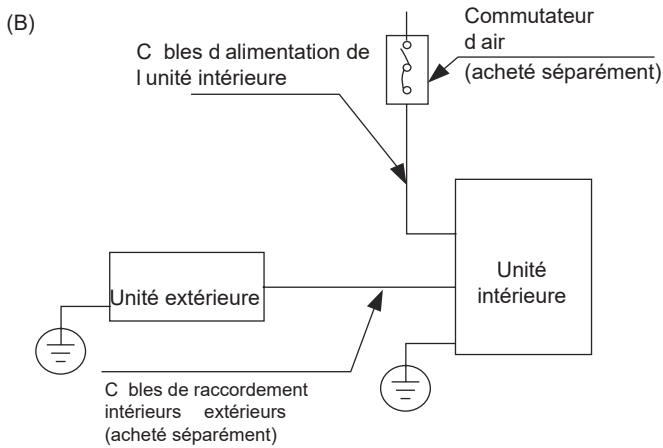 (B)
C bles d alimentation de
l unité intérieure
Commutateur
d air
(acheté séparément)
Unité extérieure
Unité
intérieure
C bles de raccordement
intérieurs extérieurs
(acheté séparément)